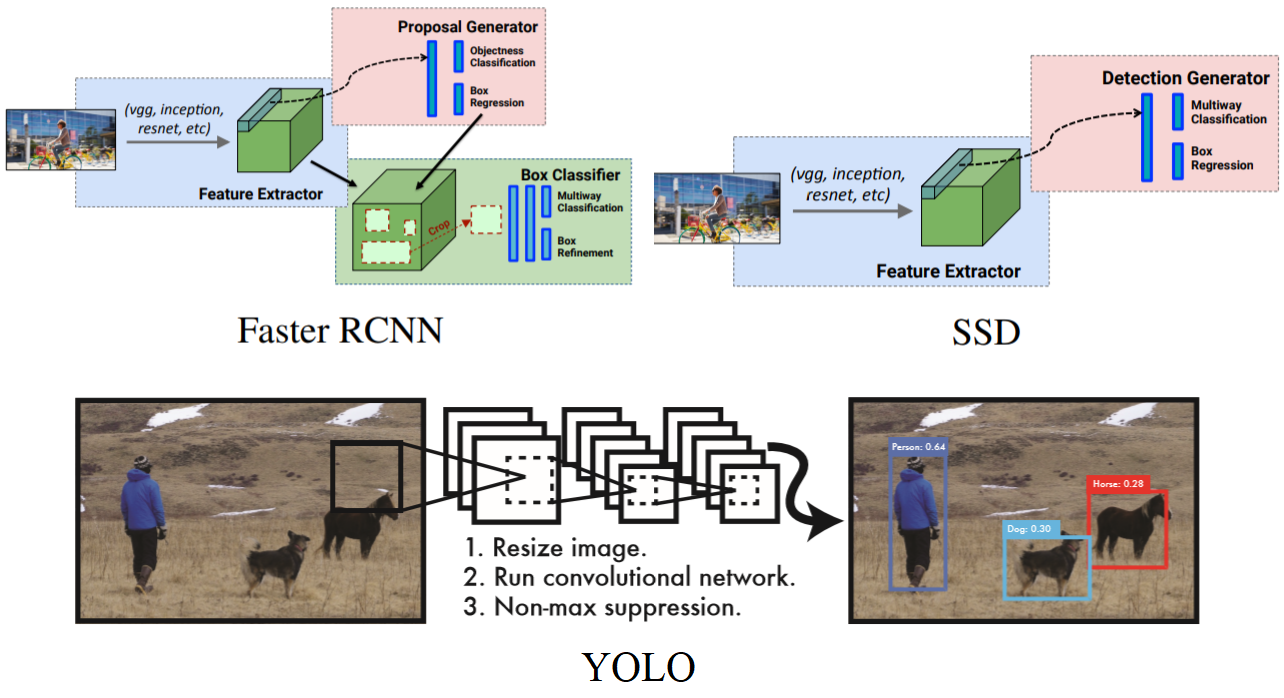 Proposal Generator
Objectness
Classification
Box
Regression
(vgg, inception,
resnet, etc)
Feature Extractor
Box Classifier
Multiway
Classification
Crop
Box
Refinement
Faster RCNN
Detection Generator
Multiway
Classification
Box
Regression
(vgg, inception,
resnet, etc)
Feature Extractor
SSD
1. Resize image.
2. Run convolutional network.
3. Non-max suppression.
Person: 0.64
Horse: 0.28
Dog: 0.30
YOLO